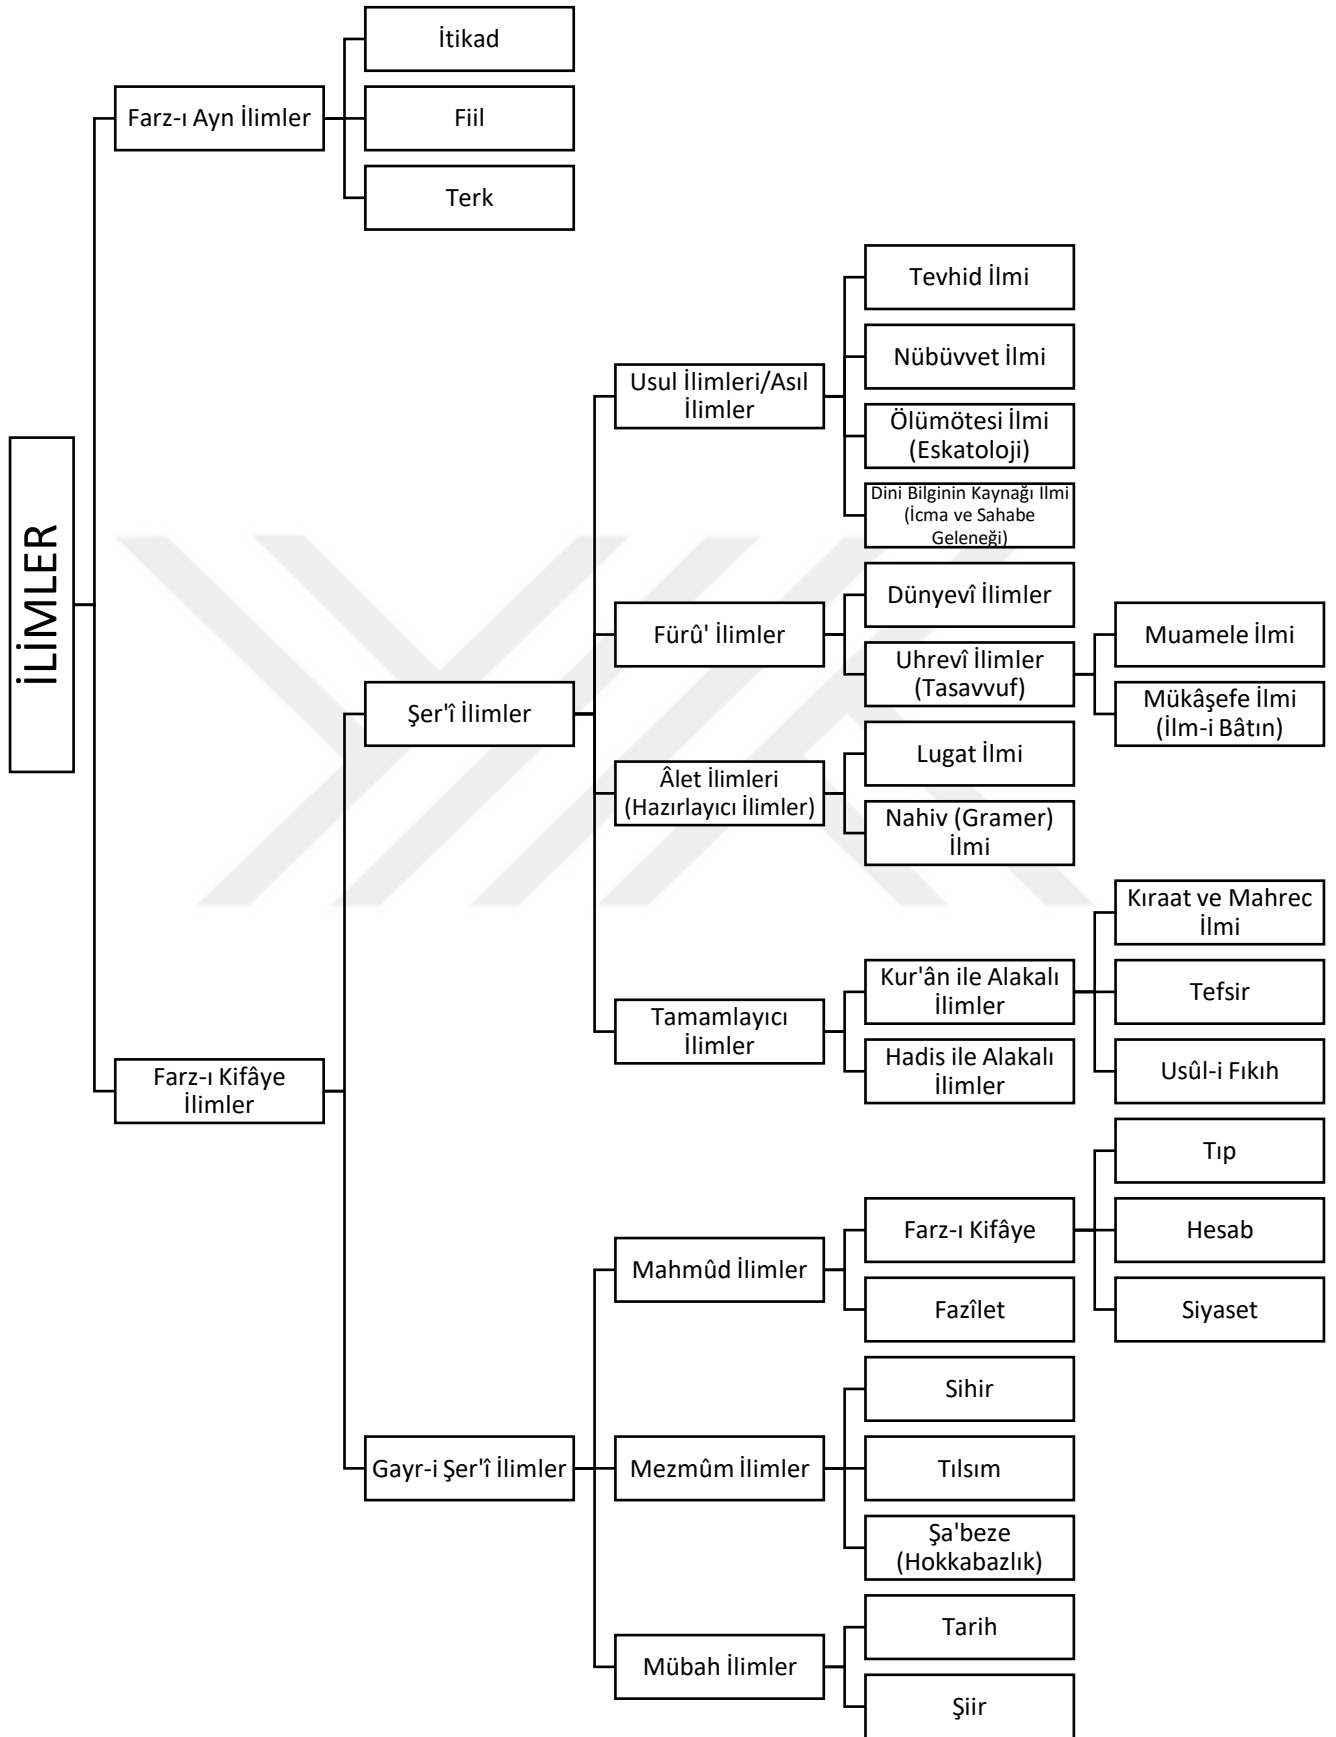 İLİMLER
Farz-ı Ayn İlimler
İtikad
Fiil
Terk
Farz-ı Kifâye
İlimler
Şer'î İlimler
Usul İlimleri/Asıl
İlimler
Tevhid İlmi
Nübüvvet İlmi
Ölümötesi İlmi
(Eskatoloji)
Dini Bilginin Kaynağı İlmi
(İcma ve Sahabe
Geleneği)
Fürû' İlimler
Dünyevî İlimler
Uhrevî İlimler
(Tasavvuf)
Muamele İlmi
Mükâşefe İlmi
(İlm-i Bâtın)
Âlet İlimleri
(Hazırlayıcı İlimler)
Lugat İlmi
Nahiv (Gramer)
İlmi
Tamamlayıcı
İlimler
Kur'ân ile Alakalı
İlimler
Kıraat ve Mahrec
İlmi
Tefsir
Usûl-i Fıkıh
Hadis ile Alakalı
İlimler
Gayr-i Şer'î İlimler
Mahmûd İlimler
Farz-ı Kifâye
Tıp
Hesab
Siyaset
Fazîlet
Mezmûm İlimler
Sihir
Tılsım
Şa'beze
(Hokkabazlık)
Mübah İlimler
Tarih
Şiir